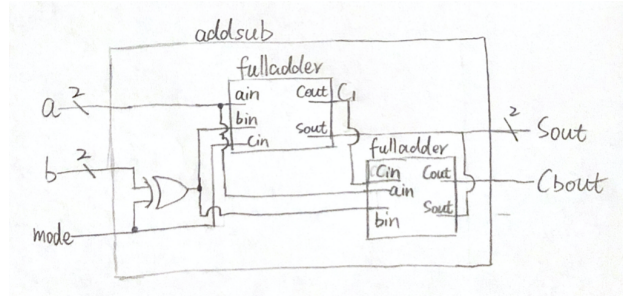 addsub
fulladder
a 2
ain Cout C1
bin
Cin Sout
2 Sout
fulladder
b 2
Cin Cout
ain
Cbout
bin Sout
mode